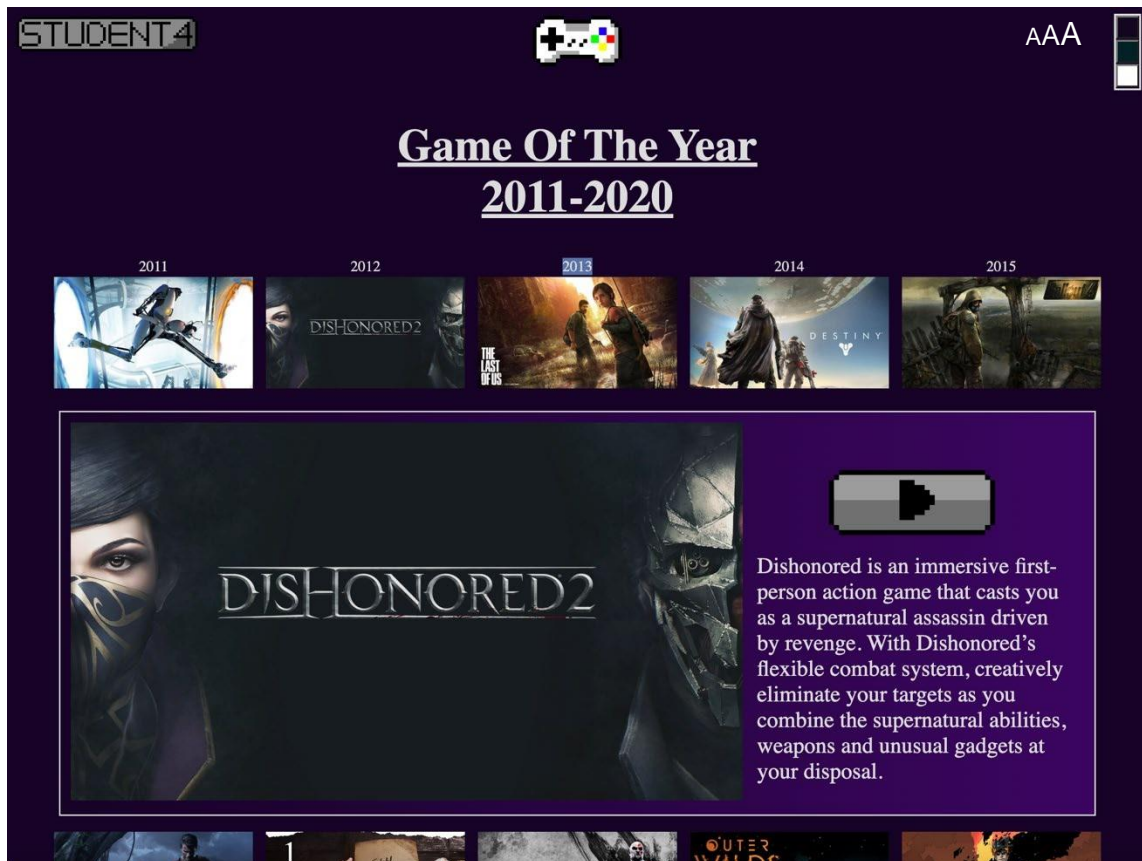 STUDENT4
AAA
Game Of The Year
2011-2020
2011
2012
2013
2014
2015
DISHONORED2
THE
LAST
OF US
DESTINY
DISHONORED2
Dishonored is an immersive first-
person action game that casts you
as a supernatural assassin driven
by revenge. With Dishonored's
flexible combat system, creatively
eliminate your targets as you
combine the supernatural abilities,
weapons and unusual gadgets at
your disposal.
OUTER
WILDS